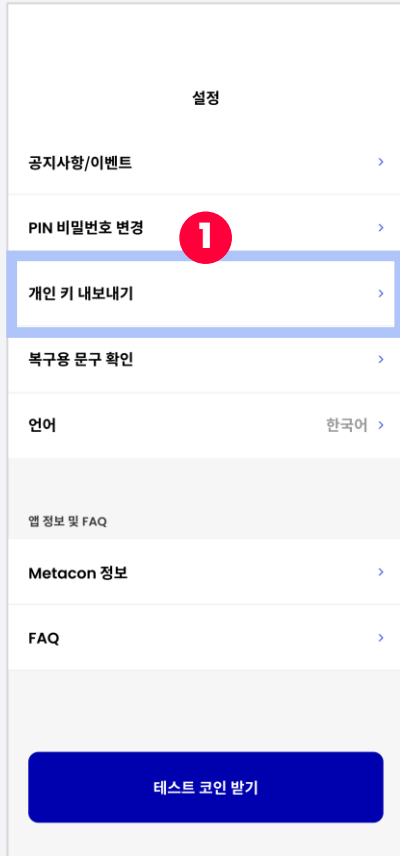 설정
공지사항/이벤트
PIN 비밀번호 변경
1
개인 키 내보내기
복구용 문구 확인
언어 한국어
앱 정보 및 FAQ
Metacon 정보
FAQ
테스트 코인 받기